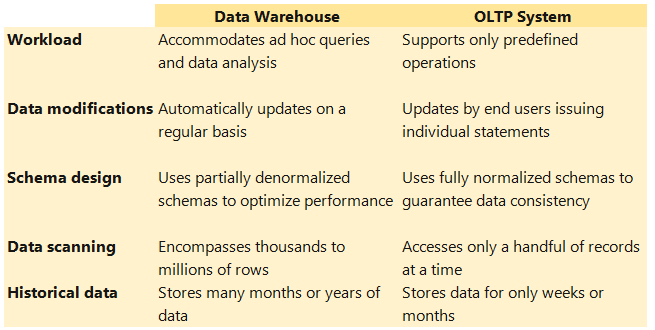 Data Warehouse OLTP System
Workload Accommodates ad hoc queries Supports only predefined
and data analysis operations
Data modifications Automatically updates on a Updates by end users issuing
regular basis individual statements
Schema design Uses partially denormalized Uses fully normalized schemas to
schemas to optimize performance guarantee data consistency
Data scanning Encompasses thousands to Accesses only a handful of records
millions of rows at a time
Historical data Stores many months or years of Stores data for only weeks or
data months